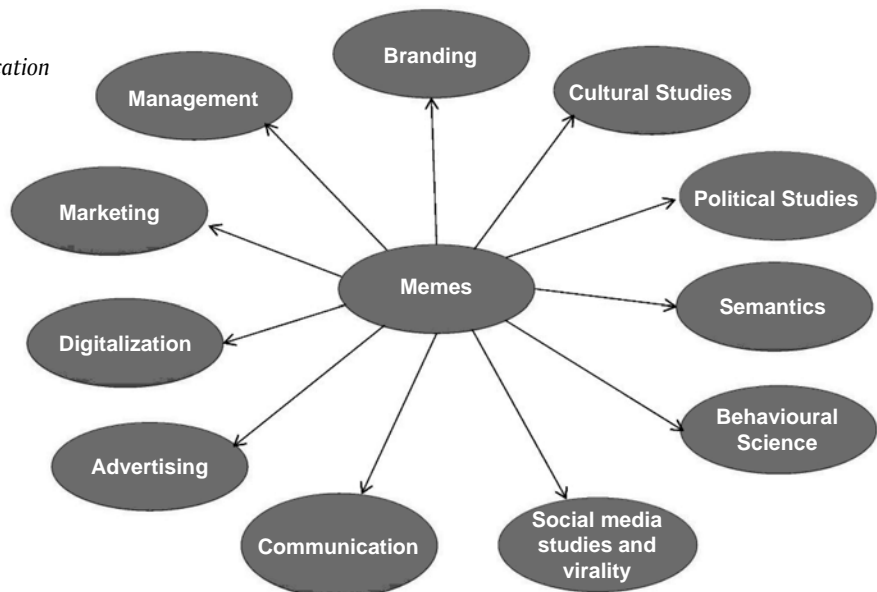 Branding
Management
Cultural Studies
Marketing
Political Studies
Memes
Semantics
Digitalization
Behavioural
Science
Advertising
Communication
Social media
studies and
virality